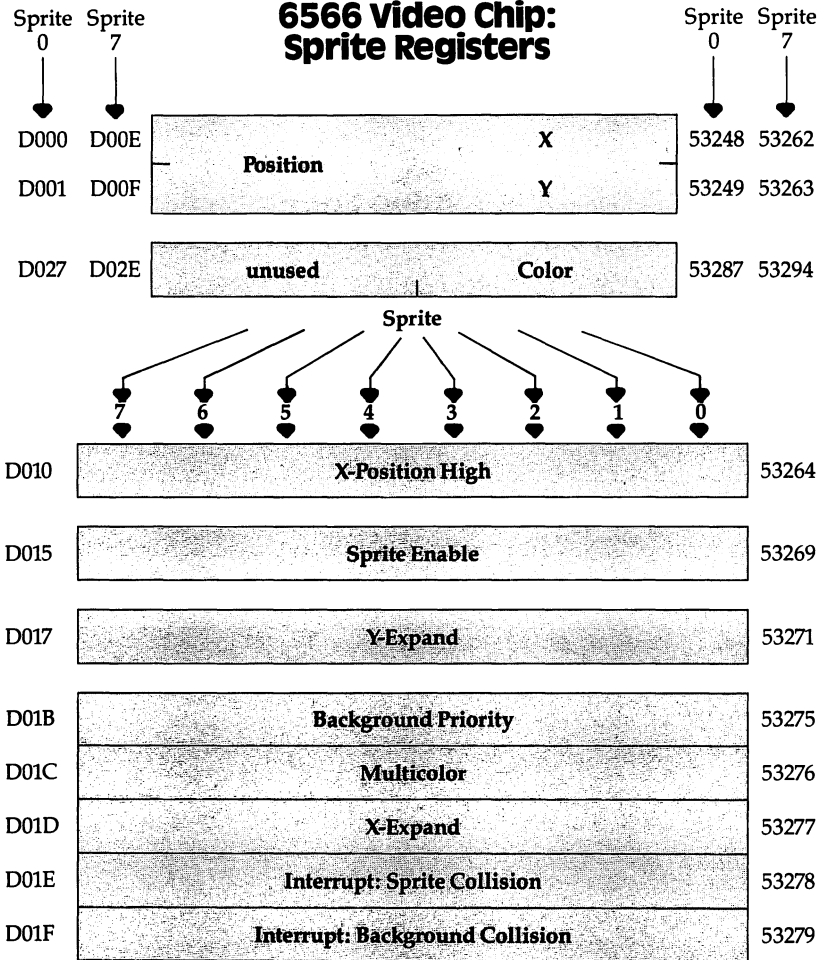 6566 Video Chip:
Sprite Registers
Sprite Sprite Sprite Sprite
0 7 0 7
D000 D00E X 53248 53262
Position
D001 D00F Y 53249 53263
D027 D02E unused Color 53287 53294
Sprite
7 6 5 4 3 2 1 0
D010 X-Position High 53264
D015 Sprite Enable 53269
D017 Y-Expand 53271
D01B Background Priority 53275
D01C Multicolor 53276
D01D X-Expand 53277
D01E Interrupt: Sprite Collision 53278
D01F Interrupt: Background Collision 53279